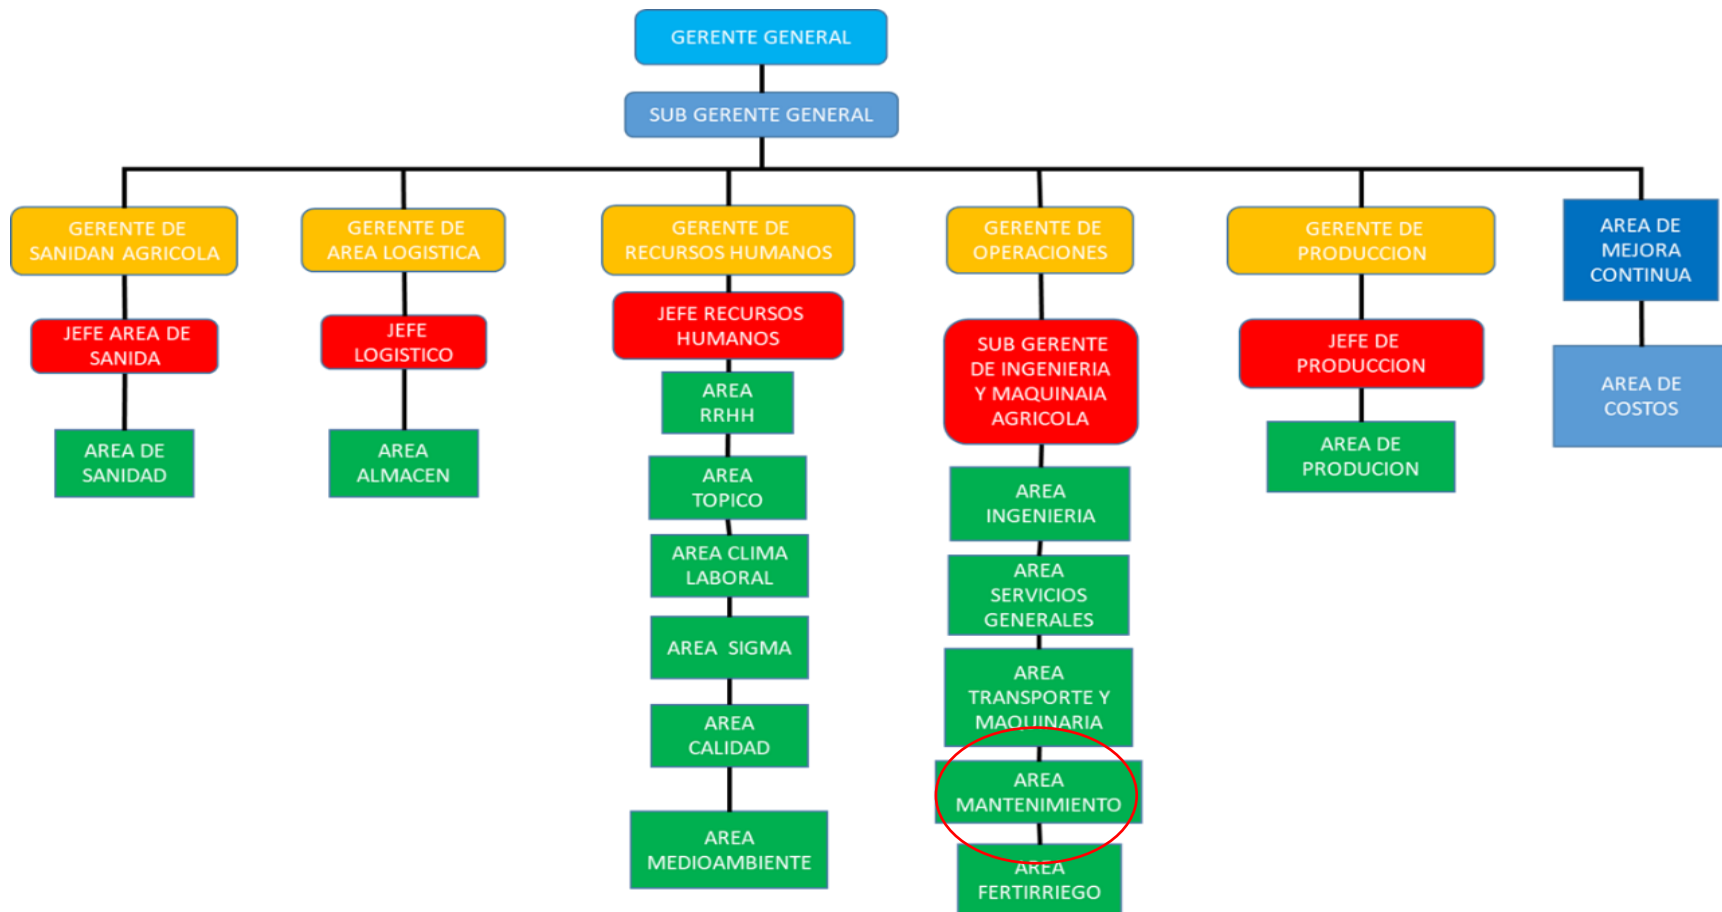 GERENTE GENERAL
SUB GERENTE GENERAL
GERENTE DE
SANIDAN AGRICOLA
GERENTE DE
AREA LOGISTICA
GERENTE DE
RECURSOS HUMANOS
GERENTE DE
OPERACIONES
GERENTE DE
PRODUCCION
AREA DE
MEJORA
CONTINUA
JEFE AREA DE
SANIDA
JEFE
LOGISTICO
JEFE RECURSOS
HUMANOS
SUB GERENTE
DE INGENIERIA
Y MAQUINAIA
AGRICOLA
JEFE DE
PRODUCCION
AREA DE
COSTOS
AREA DE
SANIDAD
AREA
ALMACEN
AREA
RRHH
AREA
TOPICO
AREA CLIMA
LABORAL
AREA  SIGMA
AREA
CALIDAD
AREA
MEDIOAMBIENTE
AREA
INGENIERIA
AREA
SERVICIOS
GENERALES
AREA
TRANSPORTE Y
MAQUINARIA
AREA
MANTENIMIENTO
AREA
FERTIRRIEGO
AREA DE
PRODUCION